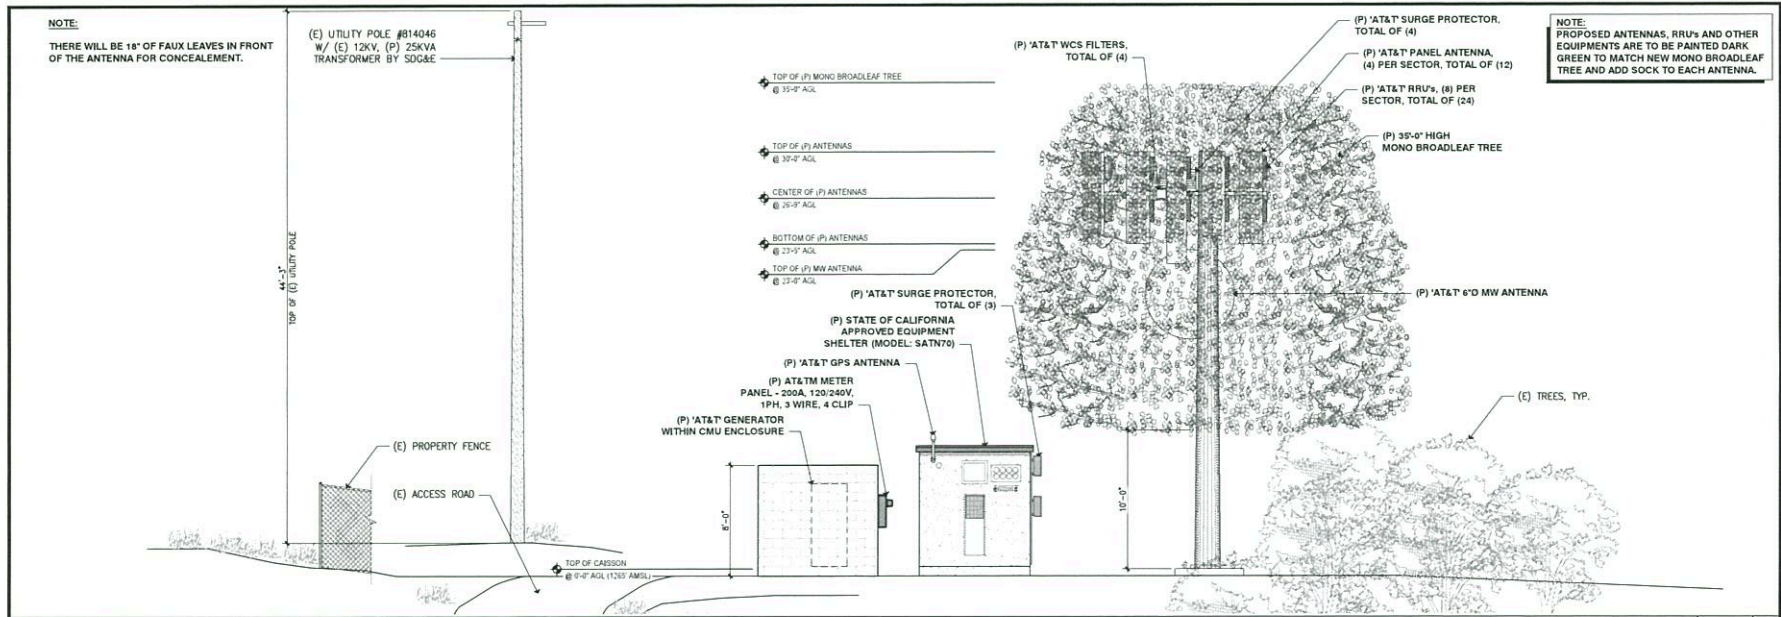 NOTE:
THERE WILL BE 18" OF FAUX LEAVES IN FRONT
OF THE ANTENNA FOR CONCEALEMENT.
(E) UTILITY POLE #814046
W/ (E) 12KV, (P) 25KVA
TRANSFORMER BY SDG&E
44'-3"
TOP OF (E) UTILITY POLE
(E) PROPERTY FENCE
(E) ACCESS ROAD
TOP OF CAISSON
@ 0'-0" AGL (1265' AMSL)
TOP OF (P) MONO BROADLEAF TREE
@ 35'-0" AGL
TOP OF (P) ANTENNAS
@ 30'-0" AGL
CENTER OF (P) ANTENNAS
@ 26'-9" AGL
BOTTOM OF (P) ANTENNAS
@ 23'-5" AGL
TOP OF (P) MW ANTENNA
@ 23'-0" AGL
(P) 'AT&T' SURGE PROTECTOR,
TOTAL OF (3)
(P) STATE OF CALIFORNIA
APPROVED EQUIPMENT
SHELTER (MODEL: SATN70)
(P) 'AT&T' GPS ANTENNA
(P) AT&TM METER
PANEL - 200A, 120/240V,
1PH, 3 WIRE, 4 CLIP
(P) 'AT&T' GENERATOR
WITHIN CMU ENCLOSURE
8'-0"
10'-0"
(P) 'AT&T' WCS FILTERS,
TOTAL OF (4)
(P) 'AT&T' SURGE PROTECTOR,
TOTAL OF (4)
(P) 'AT&T' PANEL ANTENNA,
(4) PER SECTOR, TOTAL OF (12)
(P) 'AT&T' RRU's, (8) PER
SECTOR, TOTAL OF (24)
(P) 35'-0" HIGH
MONO BROADLEAF TREE
(P) 'AT&T' 6"Ø MW ANTENNA
(E) TREES, TYP.
NOTE:
PROPOSED ANTENNAS, RRU's AND OTHER
EQUIPMENTS ARE TO BE PAINTED DARK
GREEN TO MATCH NEW MONO BROADLEAF
TREE AND ADD SOCK TO EACH ANTENNA.